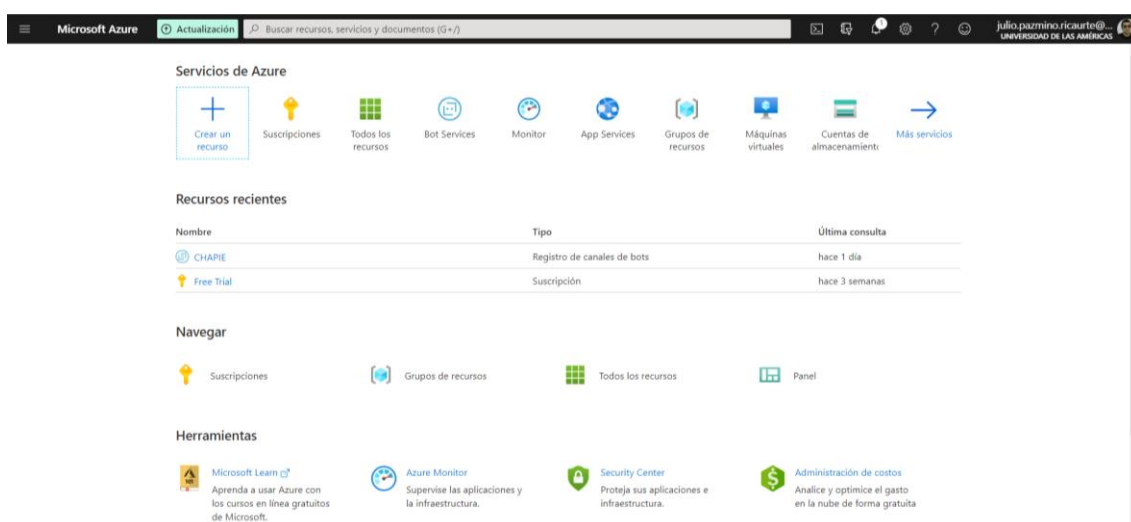 Microsoft Azure
Actualización
Buscar recursos, servicios y documentos (G+/)
1
julio.pazmino.ricaurte@...
UNIVERSIDAD DE LAS AMÉRICAS
Servicios de Azure
Crear un
recurso
Suscripciones
Todos los
recursos
Bot Services
Monitor
App Services
Grupos de
recursos
Máquinas
virtuales
Cuentas de
almacenamient
Más servicios
Recursos recientes
Nombre Tipo Última consulta
CHAPIE Registro de canales de bots hace 1 día
Free Trial Suscripción hace 3 semanas
Navegar
Suscripciones Grupos de recursos Todos los recursos Panel
Herramientas
Microsoft Learn
Aprenda a usar Azure con
los cursos en línea gratuitos
de Microsoft.
Azure Monitor
Supervise las aplicaciones y
la infraestructura.
Security Center
Proteja sus aplicaciones e
infraestructura.
Administración de costos
Analice y optimice el gasto
en la nube de forma gratuita